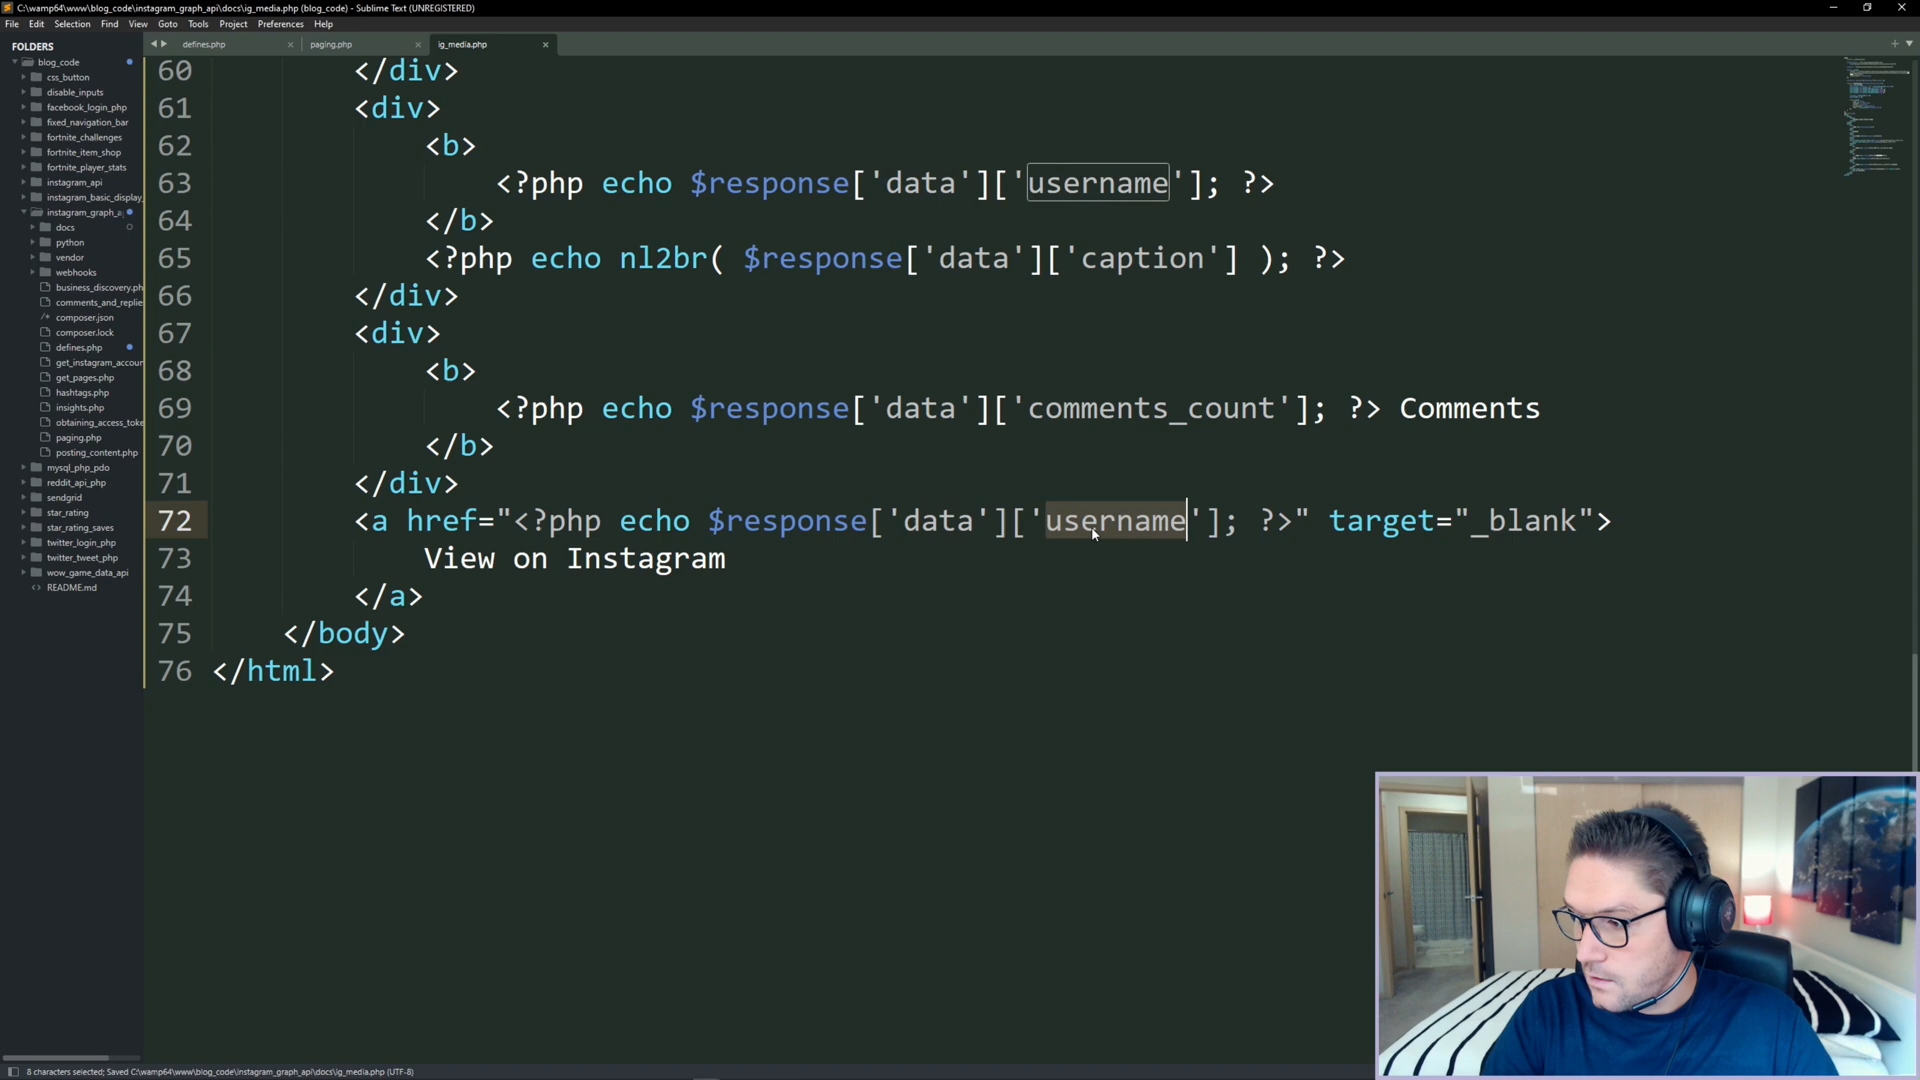 C:\wamp64\www\blog_code\instagram_graph_api\docs\ig_media.php (blog_code) - Sublime Text (UNREGISTERED)
File Edit Selection Find View Goto Tools Project Preferences Help
FOLDERS
blog_code
css_button
disable_inputs
facebook_login_php
fixed_navigation_bar
fortnite_challenges
fortnite_item_shop
fortnite_player_stats
instagram_api
instagram_basic_display_
instagram_graph_a
docs
python
vendor
webhooks
business_discovery.ph
comments_and_replie
composer.json
composer.lock
defines.php
get_instagram_accour
get_pages.php
hashtags.php
insights.php
obtaining_access_toke
paging.php
posting_content.php
mysql_php_pdo
reddit_api_php
sendgrid
star_rating
star_rating_saves
twitter_login_php
twitter_tweet_php
wow_game_data_api
README.md
defines.php paging.php ig_media.php
60 </div>
61 <div>
62 <b>
63 <?php echo $response['data']['username']; ?>
64 </b>
65 <?php echo nl2br( $response['data']['caption'] ); ?>
66 </div>
67 <div>
68 <b>
69 <?php echo $response['data']['comments_count']; ?> Comments
70 </b>
71 </div>
72 <a href="<?php echo $response['data']['username']; ?>" target="_blank">
73 View on Instagram
74 </a>
75 </body>
76 </html>
8 characters selected; Saved C:\wamp64\www\blog_code\instagram_graph_api\docs\ig_media.php (UTF-8)